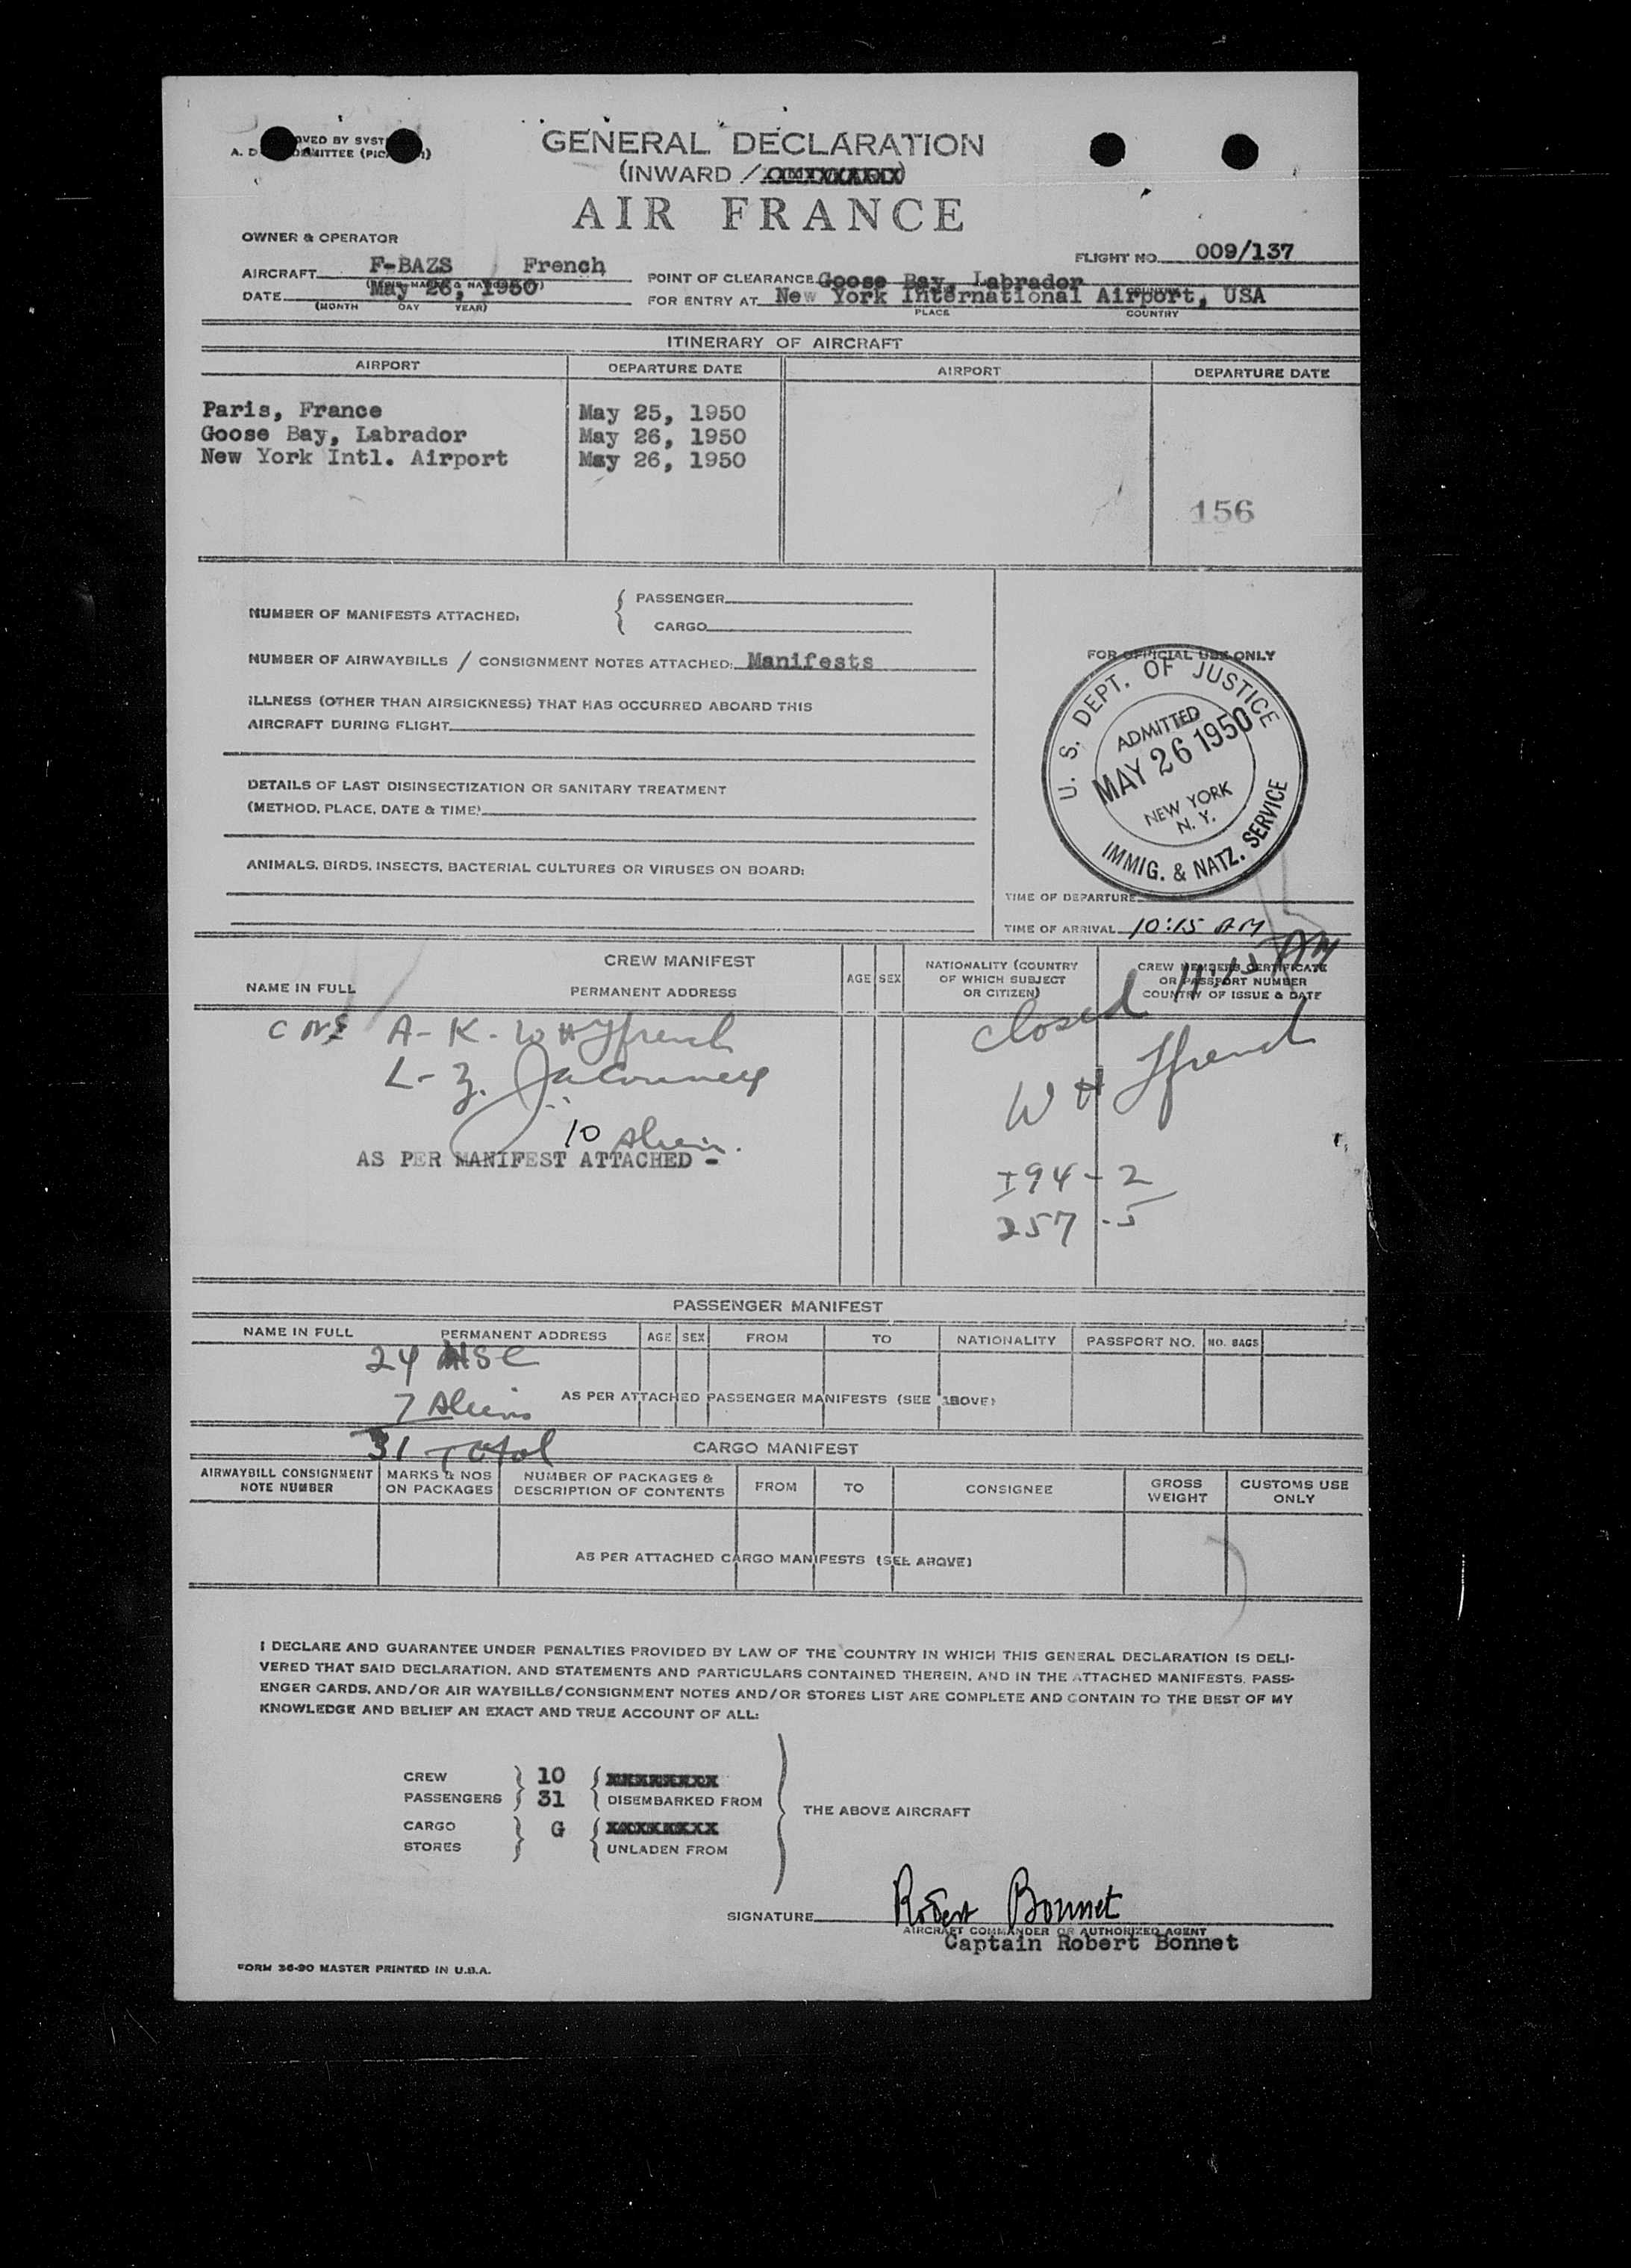 GENERAL DECLARATION
(INWARD /
AIR FRANCE
OWNER & OPERATOR
FLIGHT NO. 009/137
AIRCRAFT F-BAZS / French
POINT OF CLEARANCE Goose Bay, Labrador
DATE May 26, 1950
(MONTH DAY YEAR)
FOR ENTRY AT New York International Airport, USA
PLACE COUNTRY
ITINERARY OF AIRCRAFT
AIRPORT DEPARTURE DATE AIRPORT DEPARTURE DATE
Paris, France May 25, 1950
Goose Bay, Labrador May 26, 1950
New York Intl. Airport May 26, 1950
156
NUMBER OF MANIFESTS ATTACHED:
PASSENGER
CARGO
NUMBER OF AIRWAYBILLS / CONSIGNMENT NOTES ATTACHED: Manifests
ILLNESS (OTHER THAN AIRSICKNESS) THAT HAS OCCURRED ABOARD THIS
AIRCRAFT DURING FLIGHT
DETAILS OF LAST DISINSECTIZATION OR SANITARY TREATMENT
(METHOD, PLACE, DATE & TIME)
ANIMALS, BIRDS, INSECTS, BACTERIAL CULTURES OR VIRUSES ON BOARD:
FOR OFFICIAL USE ONLY
U. S. DEPT. OF JUSTICE
ADMITTED
MAY 26 1950
NEW YORK
N. Y.
IMMIG. & NATZ. SERVICE
TIME OF DEPARTURE
TIME OF ARRIVAL 10:15 AM
closed 11:15 AM
CREW MANIFEST
NAME IN FULL PERMANENT ADDRESS AGE SEX
NATIONALITY (COUNTRY
OF WHICH SUBJECT
OR CITIZEN)
CREW MEMBERS CERTIFICATE
OR PASSPORT NUMBER
COUNTRY OF ISSUE & DATE
A-K-
W H
10
AS PER MANIFEST ATTACHED -
I94 - 2
257 - 5
PASSENGER MANIFEST
NAME IN FULL PERMANENT ADDRESS AGE SEX FROM TO NATIONALITY PASSPORT NO. NO. BAGS
24 USC
7 Aliens
AS PER ATTACHED PASSENGER MANIFESTS (SEE ABOVE)
31 Total
CARGO MANIFEST
AIRWAYBILL CONSIGNMENT
NOTE NUMBER
MARKS & NOS
ON PACKAGES
NUMBER OF PACKAGES &
DESCRIPTION OF CONTENTS
FROM TO CONSIGNEE
GROSS
WEIGHT
CUSTOMS USE
ONLY
AS PER ATTACHED CARGO MANIFESTS (SEE ABOVE)
I DECLARE AND GUARANTEE UNDER PENALTIES PROVIDED BY LAW OF THE COUNTRY IN WHICH THIS GENERAL DECLARATION IS DELI-
VERED THAT SAID DECLARATION, AND STATEMENTS AND PARTICULARS CONTAINED THEREIN, AND IN THE ATTACHED MANIFESTS, PASS-
ENGER CARDS, AND/OR AIR WAYBILLS/CONSIGNMENT NOTES AND/OR STORES LIST ARE COMPLETE AND CONTAIN TO THE BEST OF MY
KNOWLEDGE AND BELIEF AN EXACT AND TRUE ACCOUNT OF ALL:
CREW 10
PASSENGERS 31 DISEMBARKED FROM
THE ABOVE AIRCRAFT
CARGO G
STORES UNLADEN FROM
SIGNATURE Robert Bonnet
AIRCRAFT COMMANDER OR AUTHORIZED AGENT
Captain Robert Bonnet
FORM 36-90 MASTER PRINTED IN U.S.A.